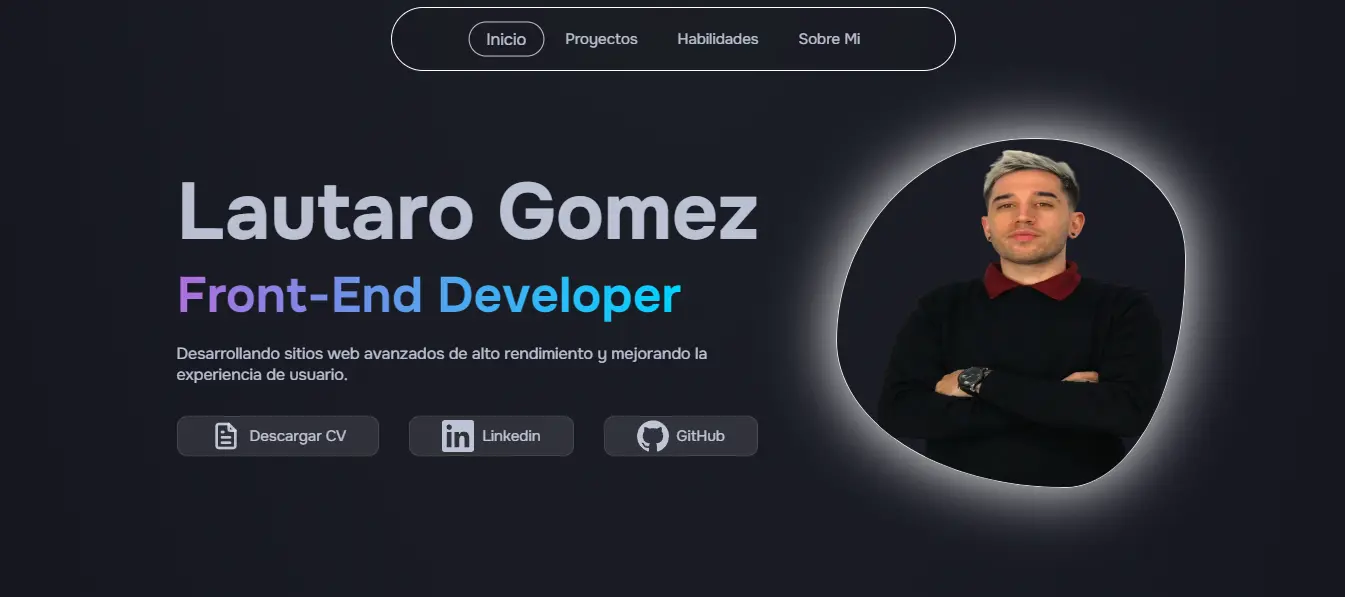 Inicio Proyectos Habilidades Sobre Mi
Lautaro Gomez
Front-End Developer
Desarrollando sitios web avanzados de alto rendimiento y mejorando la
experiencia de usuario.
Descargar CV in Linkedin GitHub